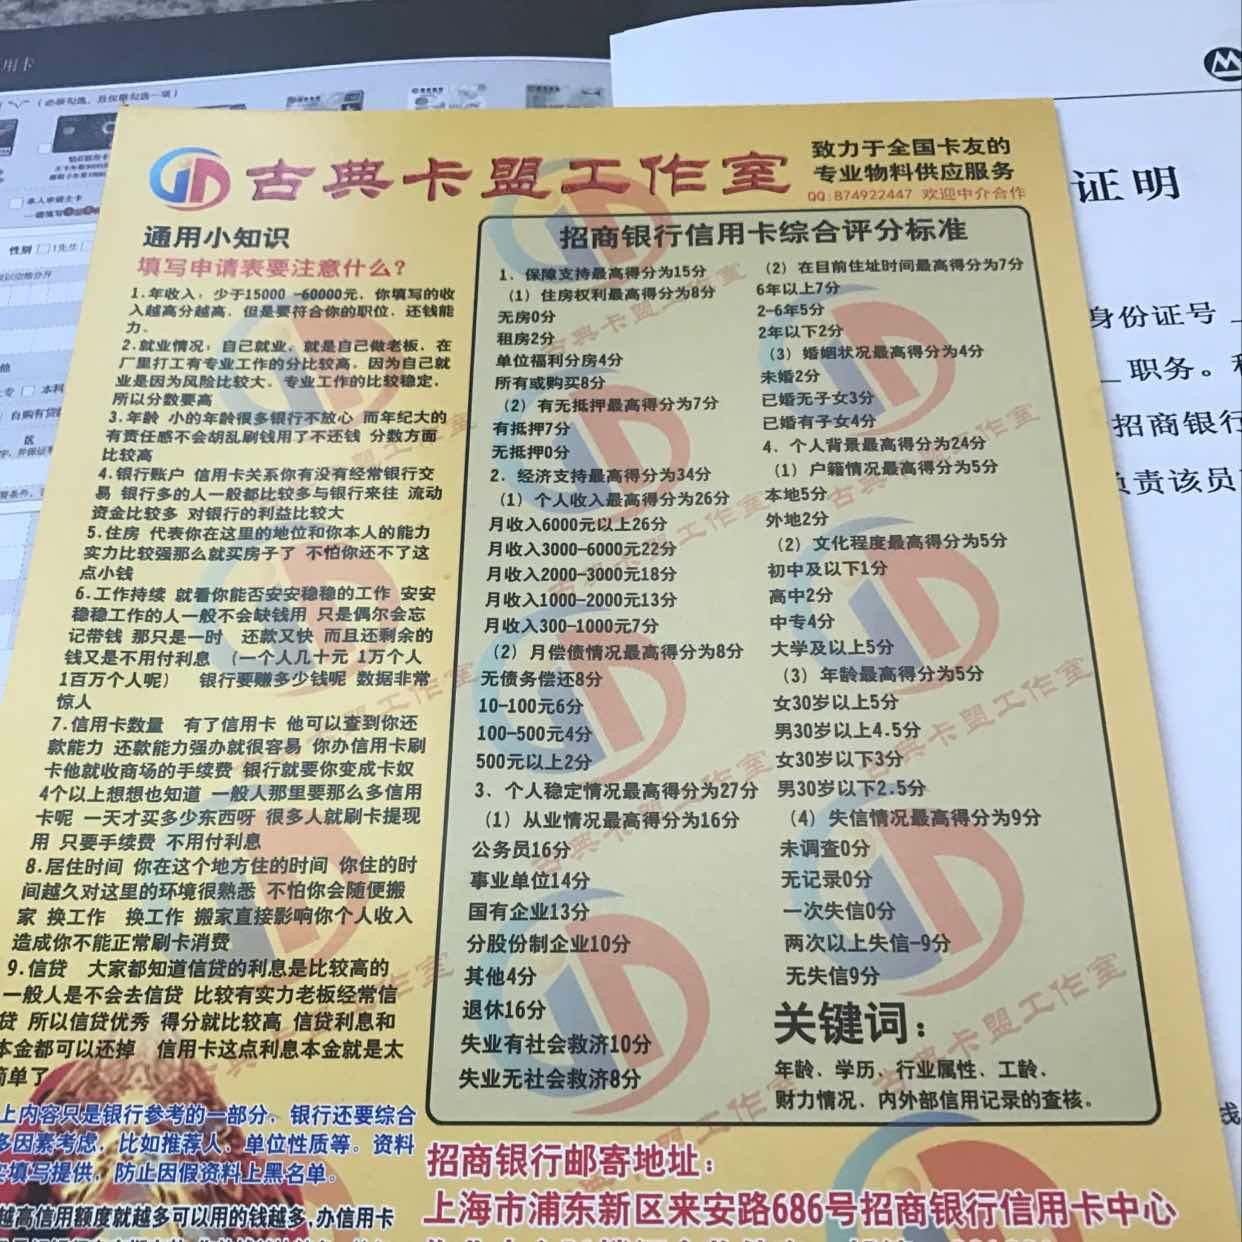 用卡
(必须勾选,且仅限勾选一项)
证明
身份证号
职务。
招商银行
负责该员
性别 □1先生
本科
古典卡盟工作室
致力于全国卡友的
专业物料供应服务
QQ:874922447 欢迎中介合作
通用小知识
填写申请表要注意什么?
1.年收入,少于15000 -60000元,你填写的收
入越高分越高,但是要符合你的职位,还钱能
力.
2.就业情况,自己就业,就是自己做老板,在
厂里打工有专业工作的分比较高,因为自己就
业是因为风险比较大,专业工作的比较稳定,
所以分数要高
3.年龄 小的年龄很多银行不放心 而年纪大的
有责任感不会胡乱刷钱用了不还钱 分数方面
比较高
4.银行账户 信用卡关系你有没有经常银行交
易 银行多的人一般都比较多与银行来往 流动
资金比较多 对银行的利益比较大
5.住房 代表你在这里的地位和你本人的能力
实力比较强那么就买房子了 不怕你还不了这
点小钱
6.工作持续 就看你能否安安稳稳的工作 安安
稳稳工作的人一般不会缺钱用 只是偶尔会忘
记带钱 那只是一时 还款又快 而且还剩余的
钱又是不用付利息 (一个人几十元 1万个人
1百万个人呢) 银行要赚多少钱呢 数据非常
惊人
7.信用卡数量 有了信用卡 他可以查到你还
款能力 还款能力强办就很容易 你办信用卡刷
卡他就收商场的手续费 银行就要你变成卡奴
4个以上想想也知道 一般人那里要那么多信用
卡呢 一天才买多少东西呀 很多人就刷卡提现
用 只要手续费 不用付利息
8.居住时间 你在这个地方住的时间 你住的时
间越久对这里的环境很熟悉 不怕你会随便搬
家 换工作 换工作 搬家直接影响你个人收入
造成你不能正常刷卡消费
9.信贷 大家都知道信贷的利息是比较高的
一般人是不会去信贷 比较有实力老板经常信
贷 所以信贷优秀 得分就比较高 信贷利息和
本金都可以还掉 信用卡这点利息本金就是太
简单了
上内容只是银行参考的一部分,银行还要综合
多因素考虑,比如推荐人、单位性质等。资料
实填写提供,防止因假资料上黑名单。
越高信用额度就越多可以用的钱越多,办信用卡
招商银行信用卡综合评分标准
1、保障支持最高得分为15分
(1)住房权利最高得分为8分
无房0分
租房2分
单位福利分房4分
所有或购买8分
(2)有无抵押最高得分为7分
有抵押7分
无抵押0分
2、经济支持最高得分为34分
(1)个人收入最高得分为26分
月收入6000元以上26分
月收入3000-6000元22分
月收入2000-3000元18分
月收入1000-2000元13分
月收入300-1000元7分
(2)月偿债情况最高得分为8分
无债务偿还8分
10-100元6分
100-500元4分
500元以上2分
3、个人稳定情况最高得分为27分
(1)从业情况最高得分为16分
公务员16分
事业单位14分
国有企业13分
分股份制企业10分
其他4分
退休16分
失业有社会救济10分
失业无社会救济8分
(2)在目前住址时间最高得分为7分
6年以上7分
2-6年5分
2年以下2分
(3)婚姻状况最高得分为4分
未婚2分
已婚无子女3分
已婚有子女4分
4、个人背景最高得分为24分
(1)户籍情况最高得分为5分
本地5分
外地2分
(2)文化程度最高得分为5分
初中及以下1分
高中2分
中专4分
大学及以上5分
(3)年龄最高得分为5分
女30岁以上5分
男30岁以上4.5分
女30岁以下3分
男30岁以下2.5分
(4)失信情况最高得分为9分
未调查0分
无记录0分
一次失信0分
两次以上失信-9分
无失信9分
关键词:
年龄、学历、行业属性、工龄、
财力情况、内外部信用记录的查核。
招商银行邮寄地址:
上海市浦东新区来安路686号招商银行信用卡中心